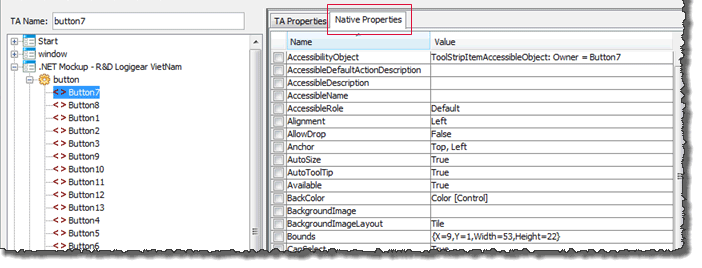 TA Name: button7
Start
window
.NET Mockup - R&D Logigear VietNam
button
<> Button7
<> Button8
<> Button1
<> Button2
<> Button3
<> Button9
<> Button10
<> Button11
<> Button12
<> Button13
<> Button4
<> Button5
<> Button6
TA Properties Native Properties
Name Value
AccessibilityObject ToolStripItemAccessibleObject: Owner = Button7
AccessibleDefaultActionDescription
AccessibleDescription
AccessibleName
AccessibleRole Default
Alignment Left
AllowDrop False
Anchor Top, Left
AutoSize True
AutoToolTip True
Available True
BackColor Color [Control]
BackgroundImage
BackgroundImageLayout Tile
Bounds {X=9,Y=1,Width=53,Height=22}
CanSelect True